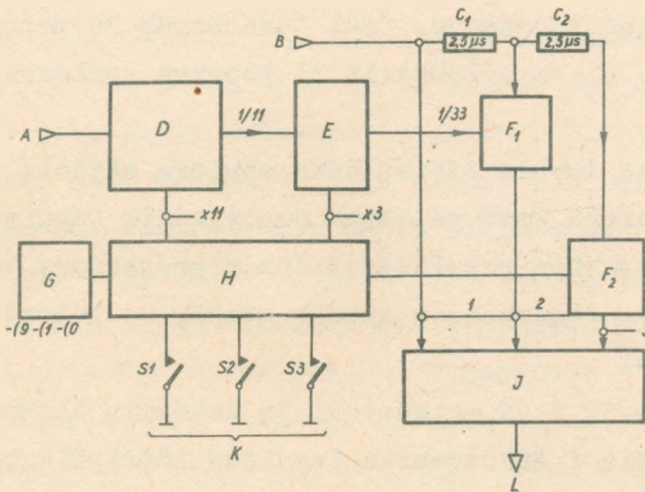 C₁ C₂
B 2,5 µs 2,5 µs
A D 1/11 E 1/33 F₁
x11 x3
G H F₂
-(9 -(1 -(0
1 2
S1 S2 S3 J
K
L